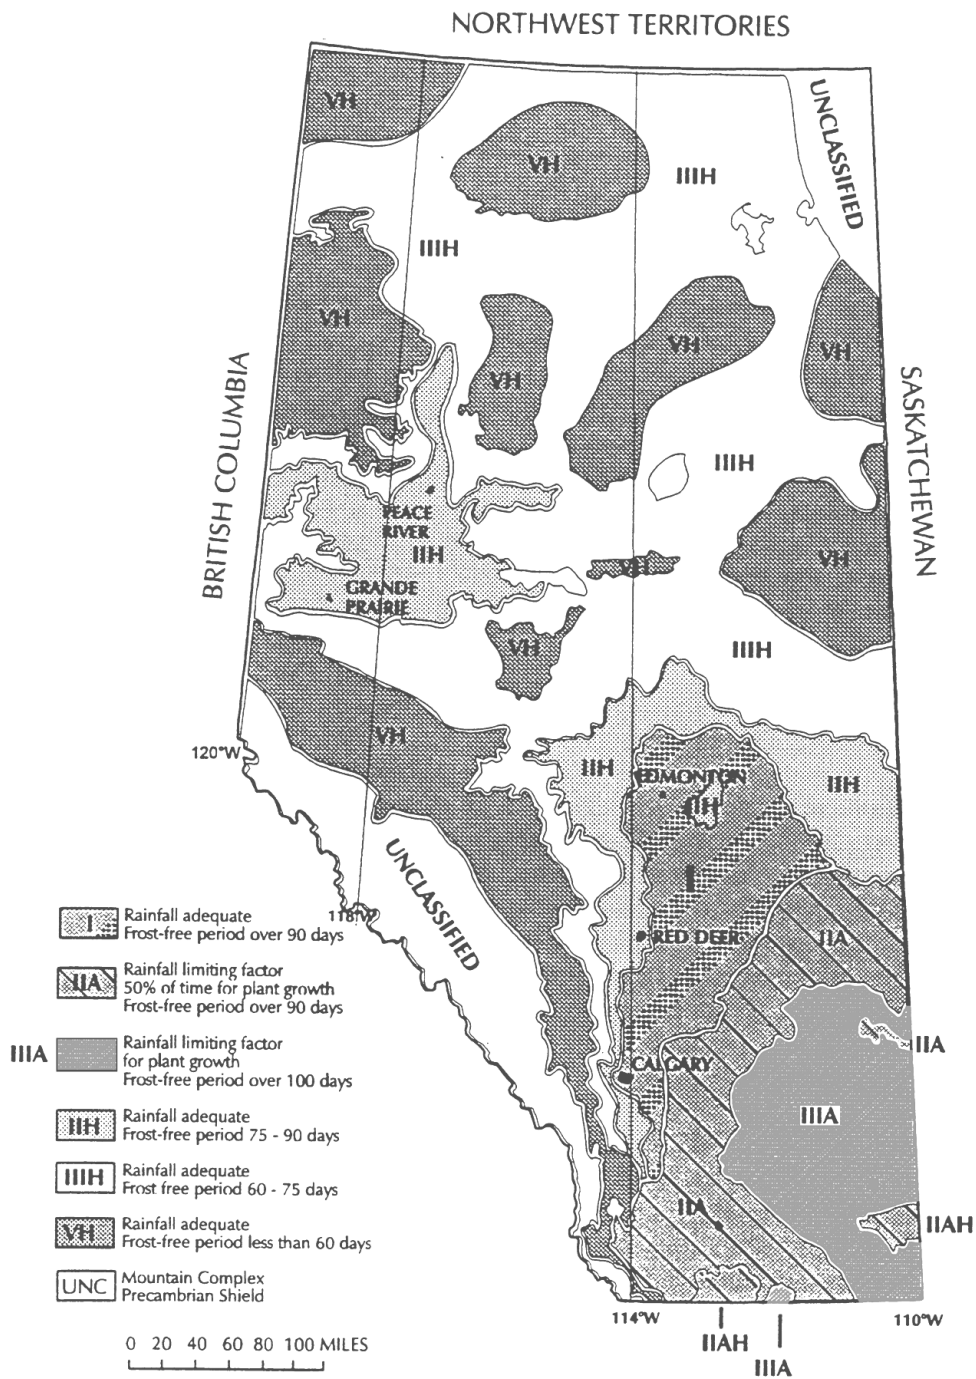 NORTHWEST TERRITORIES
VH
UNCLASSIFIED
VH
IIIH
IIIH
VH
VH
VH
VH
BRITISH COLUMBIA
SASKATCHEWAN
IIIH
PEACE
RIVER
IIH
VH
VH
GRANDE
PRAIRIE
VH
IIIH
VH
120°W
IIH
EDMONTON
IIH
IIH
UNCLASSIFIED
I
118°W
RED DEER
IIA
IIA
CALGARY
IIIA
IIA
IIAH
114°W
110°W
IIAH
IIIA
I
Rainfall adequate
Frost-free period over 90 days
IIA
Rainfall limiting factor
50% of time for plant growth
Frost-free period over 90 days
IIIA
Rainfall limiting factor
for plant growth
Frost-free period over 100 days
IIH
Rainfall adequate
Frost-free period 75 - 90 days
IIIH
Rainfall adequate
Frost free period 60 - 75 days
VH
Rainfall adequate
Frost-free period less than 60 days
UNC
Mountain Complex
Precambrian Shield
0 20 40 60 80 100 MILES